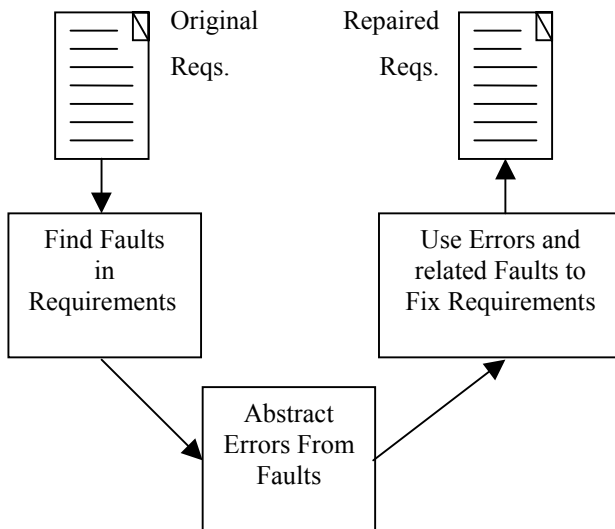 Original
Reqs.
Repaired
Reqs.
Find Faults
in
Requirements
Use Errors and
related Faults to
Fix Requirements
Abstract
Errors From
Faults